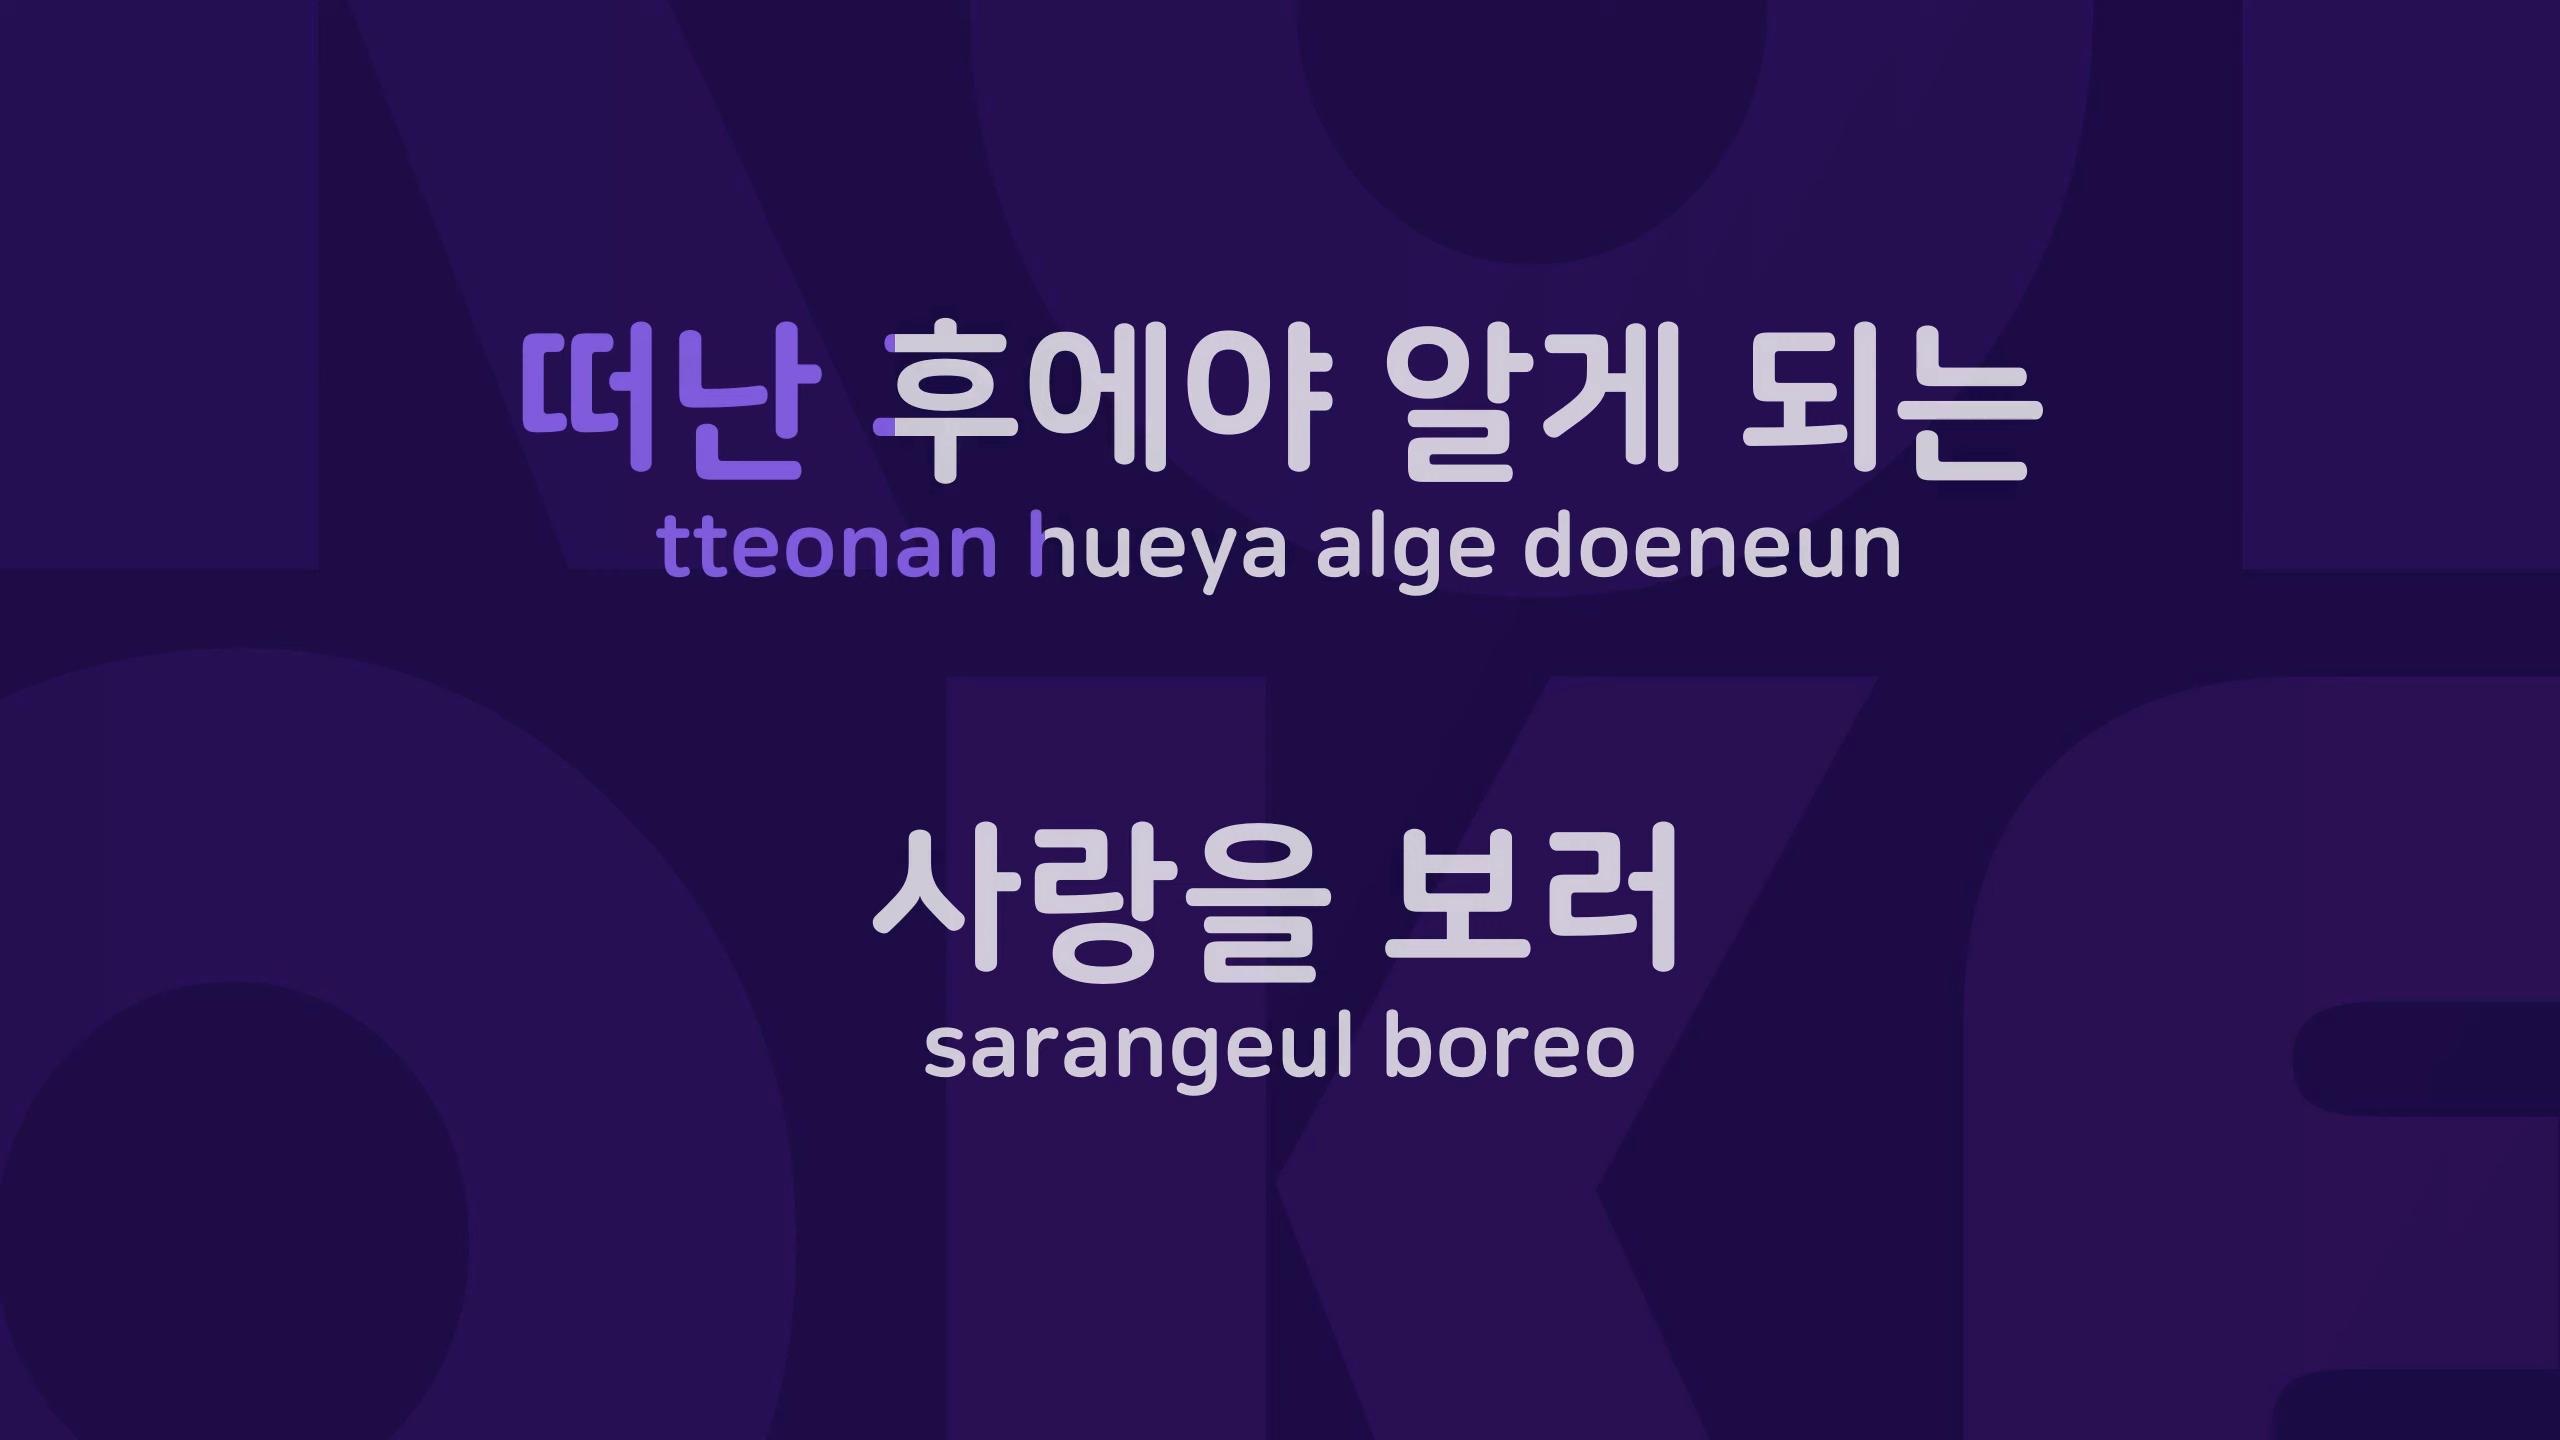 떠난 후에야 알게 되는
tteonan hueya alge doeneun
사랑을 보러
sarangeul boreo